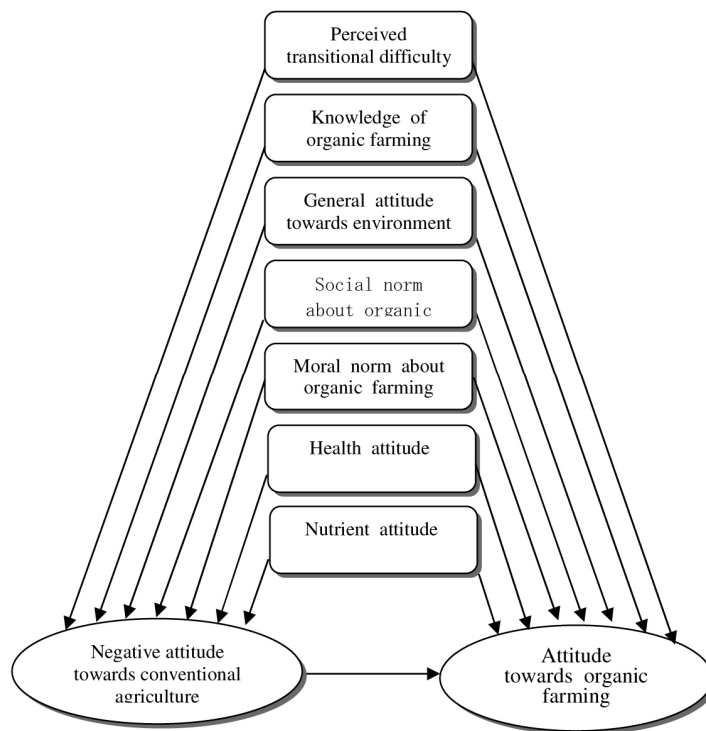 Perceived
transitional difficulty
Knowledge of
organic farming
General attitude
towards environment
Social norm
about organic
Moral norm about
organic farming
Health attitude
Nutrient attitude
Negative attitude
towards conventional
agriculture
Attitude
towards organic
farming